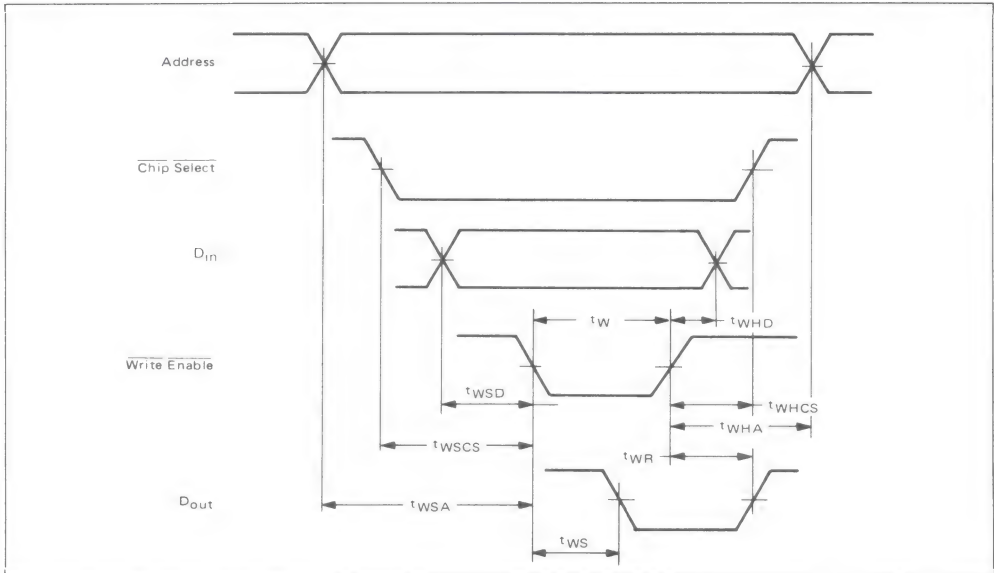 Address
Chip Select
Din
tW
tWHD
Write Enable
tWSD
tWHCS
tWHA
tWSCS
tWR
Dout
tWSA
tWS